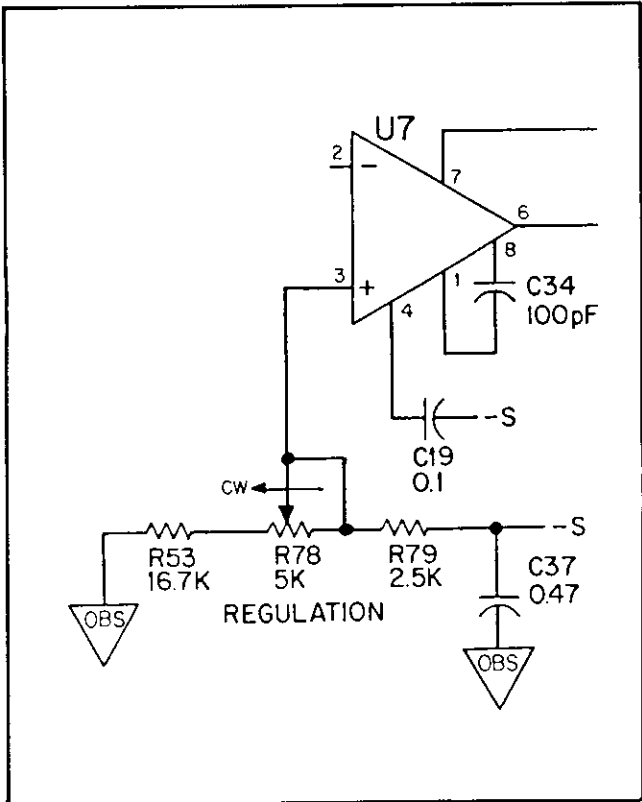 U7
2
-
7
6
8
3
+
4
1
C34
100pF
-S
C19
0.1
CW
R53
16.7K
R78
5K
R79
2.5K
-S
C37
0.47
REGULATION
OBS
OBS